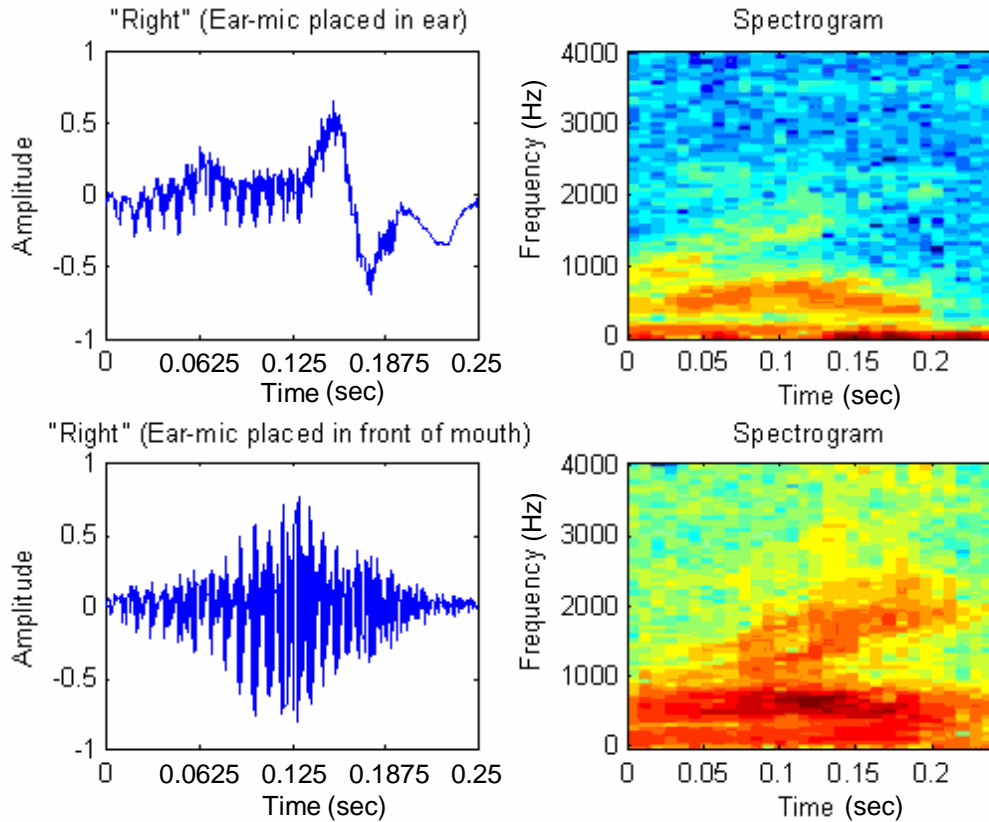 "Right" (Ear-mic placed in ear)
Spectrogram
1
0.5
0
-0.5
-1
Amplitude
0 0.0625 0.125 0.1875 0.25
Time (sec)
4000
3000
2000
1000
0
Frequency (Hz)
0 0.05 0.1 0.15 0.2
Time (sec)
"Right" (Ear-mic placed in front of mouth)
Spectrogram
1
0.5
0
-0.5
-1
Amplitude
0 0.0625 0.125 0.1875 0.25
Time (sec)
4000
3000
2000
1000
0
Frequency (Hz)
0 0.05 0.1 0.15 0.2
Time (sec)